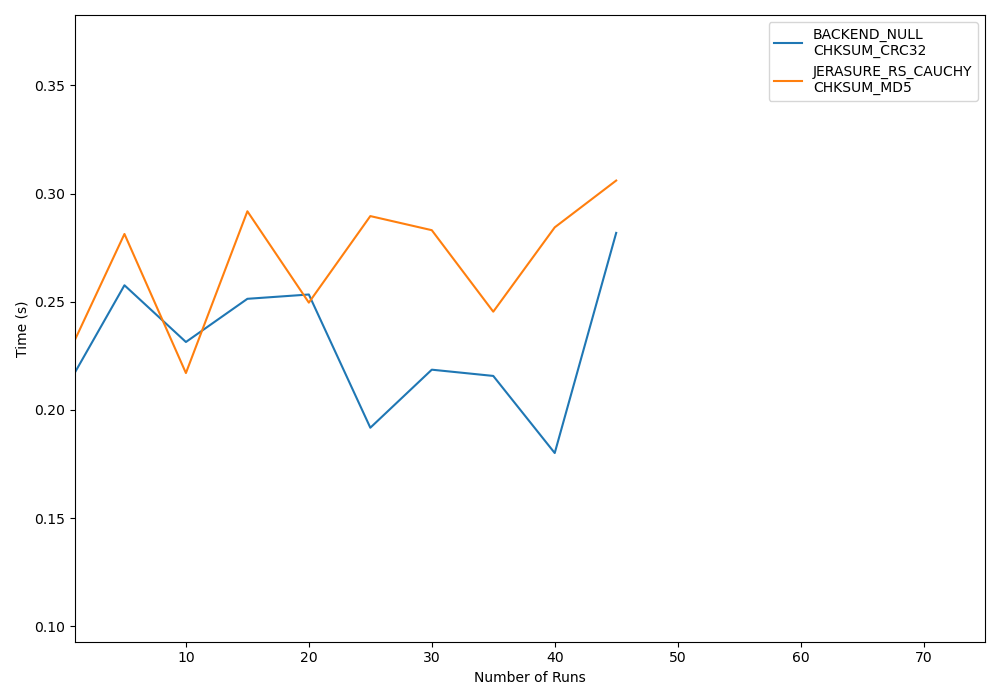 BACKEND_NULL
CHKSUM_CRC32
JERASURE_RS_CAUCHY
CHKSUM_MD5
Time (s)
0.35
0.30
0.25
0.20
0.15
0.10
10 20 30 40 50 60 70
Number of Runs